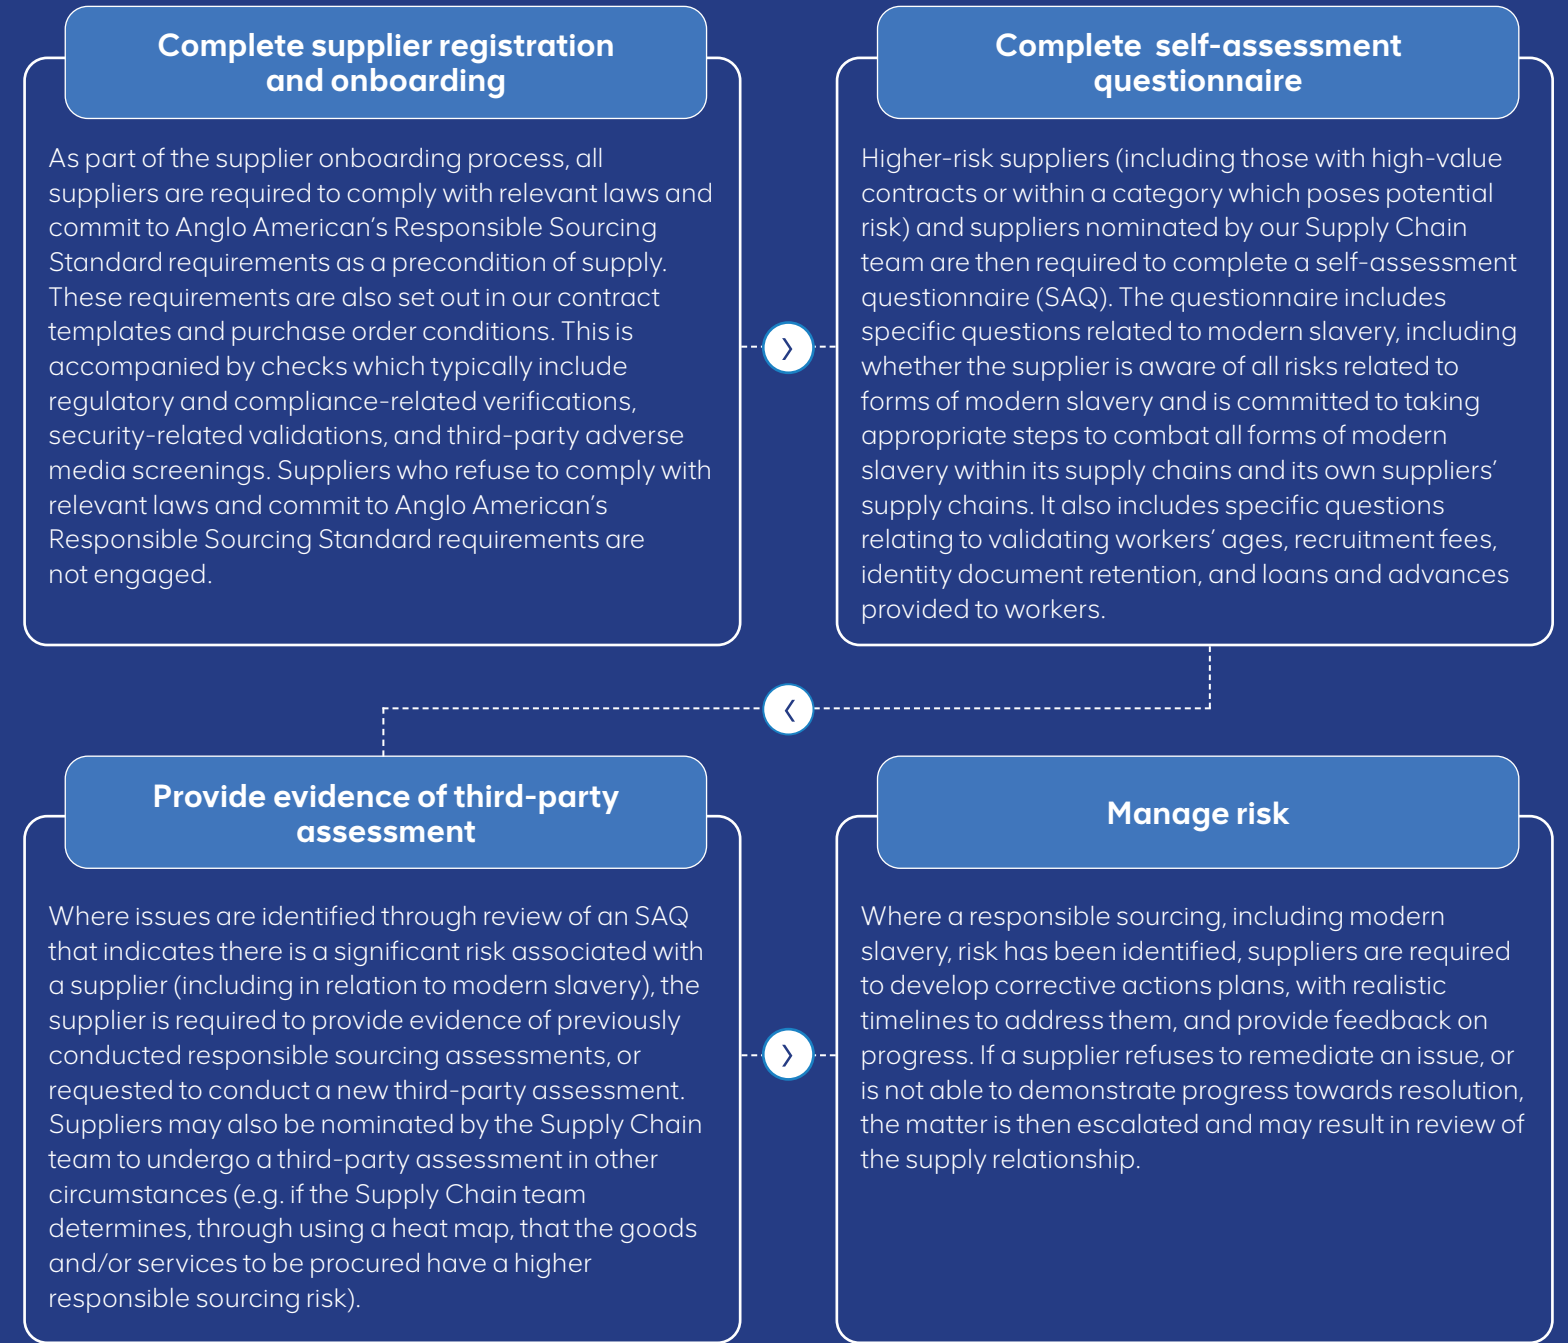 Complete supplier registration
and onboarding
As part of the supplier onboarding process, all
suppliers are required to comply with relevant laws and
commit to Anglo American’s Responsible Sourcing
Standard requirements as a precondition of supply.
These requirements are also set out in our contract
templates and purchase order conditions. This is
accompanied by checks which typically include
regulatory and compliance-related verifications,
security-related validations, and third-party adverse
media screenings. Suppliers who refuse to comply with
relevant laws and commit to Anglo American’s
Responsible Sourcing Standard requirements are
not engaged.
Complete self-assessment
questionnaire
Higher-risk suppliers (including those with high-value
contracts or within a category which poses potential
risk) and suppliers nominated by our Supply Chain
team are then required to complete a self-assessment
questionnaire (SAQ). The questionnaire includes
specific questions related to modern slavery, including
whether the supplier is aware of all risks related to
forms of modern slavery and is committed to taking
appropriate steps to combat all forms of modern
slavery within its supply chains and its own suppliers’
supply chains. It also includes specific questions
relating to validating workers’ ages, recruitment fees,
identity document retention, and loans and advances
provided to workers.
Provide evidence of third-party
assessment
Where issues are identified through review of an SAQ
that indicates there is a significant risk associated with
a supplier (including in relation to modern slavery), the
supplier is required to provide evidence of previously
conducted responsible sourcing assessments, or
requested to conduct a new third-party assessment.
Suppliers may also be nominated by the Supply Chain
team to undergo a third-party assessment in other
circumstances (e.g. if the Supply Chain team
determines, through using a heat map, that the goods
and/or services to be procured have a higher
responsible sourcing risk).
Manage risk
Where a responsible sourcing, including modern
slavery, risk has been identified, suppliers are required
to develop corrective actions plans, with realistic
timelines to address them, and provide feedback on
progress. If a supplier refuses to remediate an issue, or
is not able to demonstrate progress towards resolution,
the matter is then escalated and may result in review of
the supply relationship.